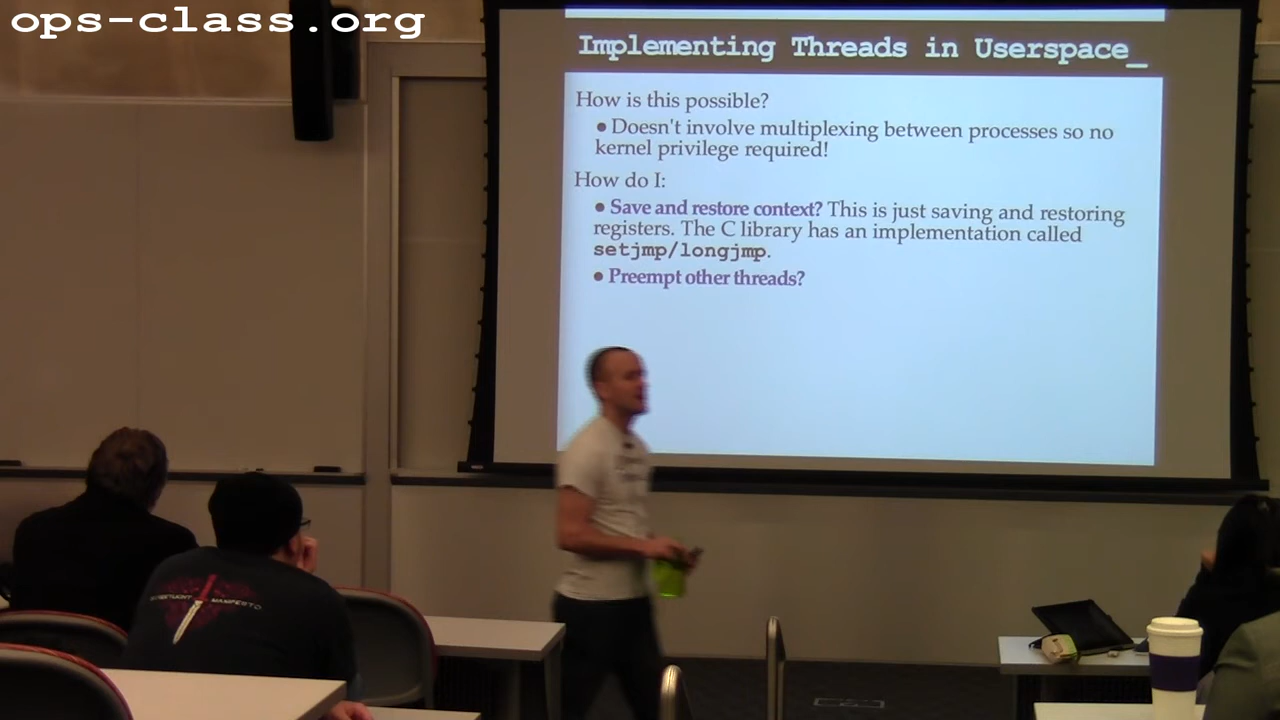 ops-class.org
Implementing Threads in Userspace_
How is this possible?
● Doesn't involve multiplexing between processes so no
kernel privilege required!
How do I:
● Save and restore context? This is just saving and restoring
registers. The C library has an implementation called
setjmp/longjmp.
● Preempt other threads?
MANIFESTO